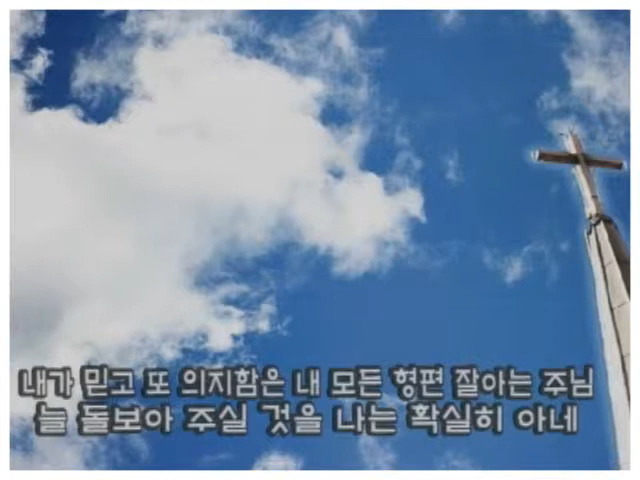 내가 믿고 또 의지함은 내 모든 형편 잘아는 주님
늘 돌보아 주실 것을 나는 확실히 아네